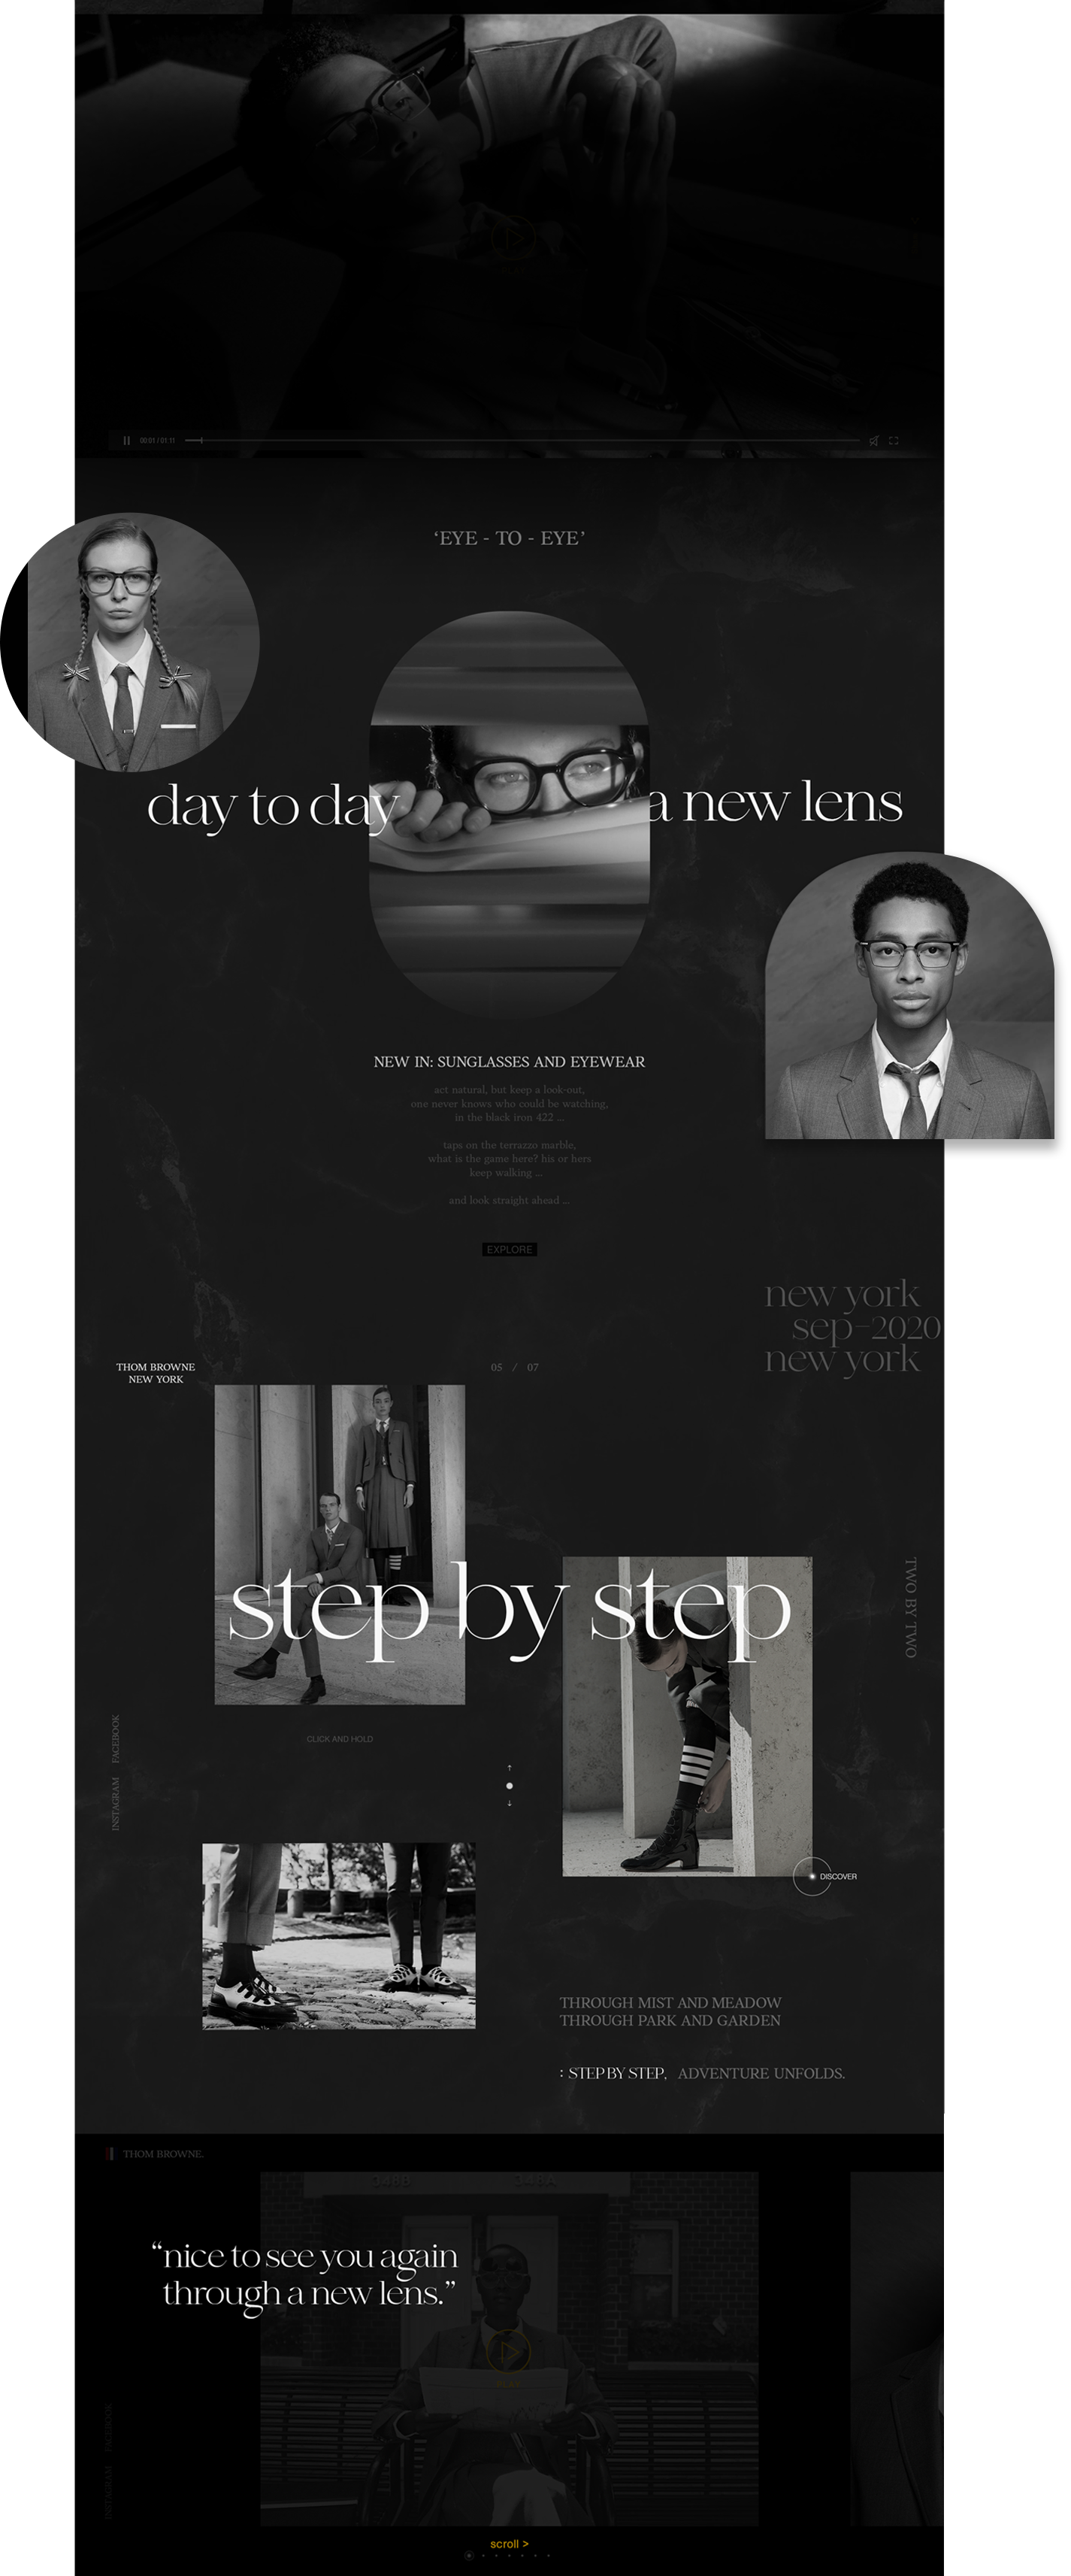 00:01 / 01:11
‘EYE - TO - EYE’
day to day
a new lens
NEW IN: SUNGLASSES AND EYEWEAR
act natural, but keep a look-out,
one never knows who could be watching,
in the black iron 422 ...
taps on the terrazzo marble,
what is the game here? his or hers
keep walking ...
and look straight ahead ...
EXPLORE
new york
sep-2020
new york
THOM BROWNE
NEW YORK
05 / 07
step by step
TWO BY TWO
INSTAGRAM FACEBOOK
CLICK AND HOLD
DISCOVER
THROUGH MIST AND MEADOW
THROUGH PARK AND GARDEN
: STEP BY STEP, ADVENTURE UNFOLDS.
THOM BROWNE.
348B
348A
“nice to see you again
through a new lens.”
PLAY
INSTAGRAM FACEBOOK
scroll >